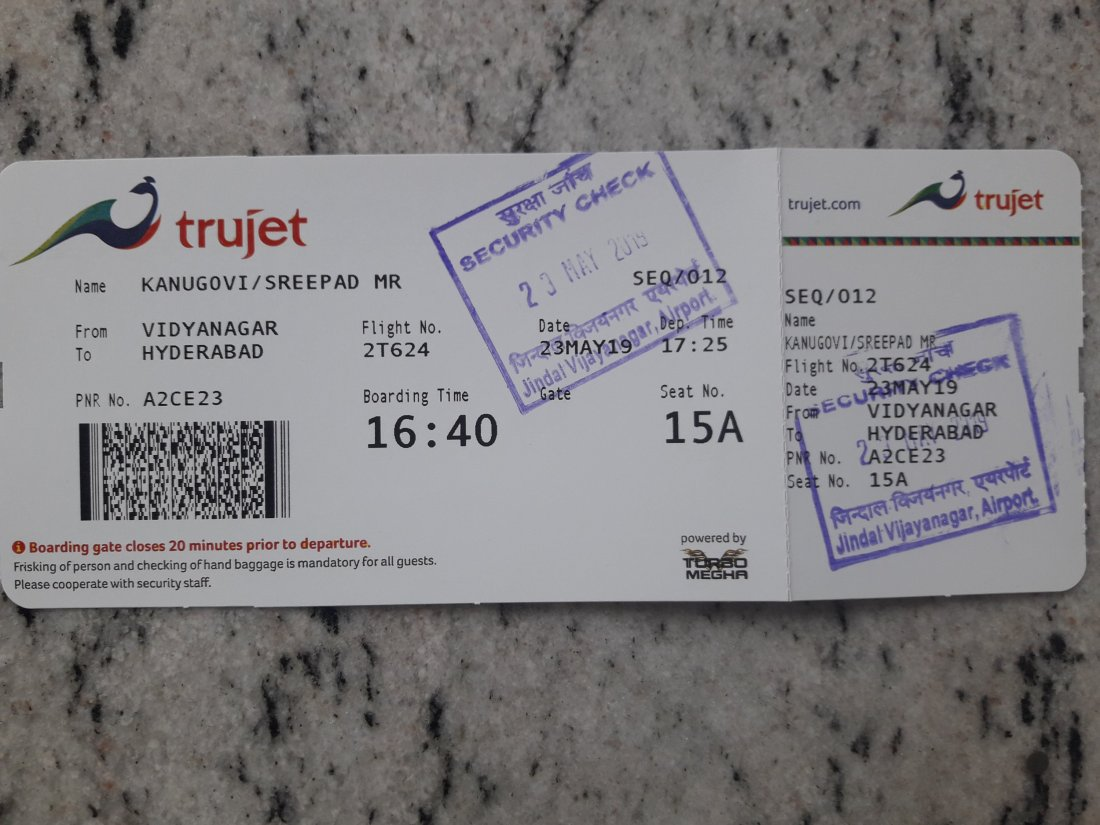 trujet
Name KANUGOVI/SREEPAD MR
SEQ/012
From VIDYANAGAR
To HYDERABAD
Flight No.
2T624
Date
23MAY19
Dep. Time
17:25
PNR No. A2CE23
Boarding Time
16:40
Gate
Seat No.
15A
Boarding gate closes 20 minutes prior to departure.
Frisking of person and checking of hand baggage is mandatory for all guests.
Please cooperate with security staff.
powered by
TURBO
MEGHA
सुरक्षा जाँच
SECURITY CHECK
23 MAY 2019
जिन्दाल विजयनगर एयरपोर्ट
Jindal Vijayanagar, Airport.
trujet.com
trujet
SEQ/012
Name
KANUGOVI/SREEPAD MR
Flight No. 2T624
Date 23MAY19
From VIDYANAGAR
To HYDERABAD
PNR No. A2CE23
Seat No. 15A
सुरक्षा जाँच
SECURITY CHECK
जिन्दाल विजयनगर, एयरपोर्ट
Jindal Vijayanagar, Airport.